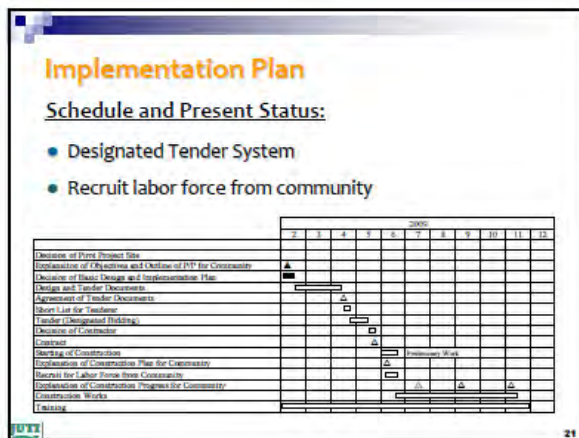 Implementation Plan
Schedule and Present Status:
Designated Tender System
Recruit labor force from community
2009
2 3 4 5 6 7 8 9 10 11 12
Decision of Pirot Project Site
Explanation of Objectives and Outline of P/P for Community
Decision of Basic Design and Implementation Plan
Design and Tender Documents
Agreement of Tender Documents
Short List for Tenderer
Tender (Designated Bidding)
Decision of Contractor
Contract
Starting of Construction Preliminary Work
Explanation of Construction Plan for Community
Recruit for Labor Force from Community
Explanation of Construction Progress for Community
Construction Works
Training
21